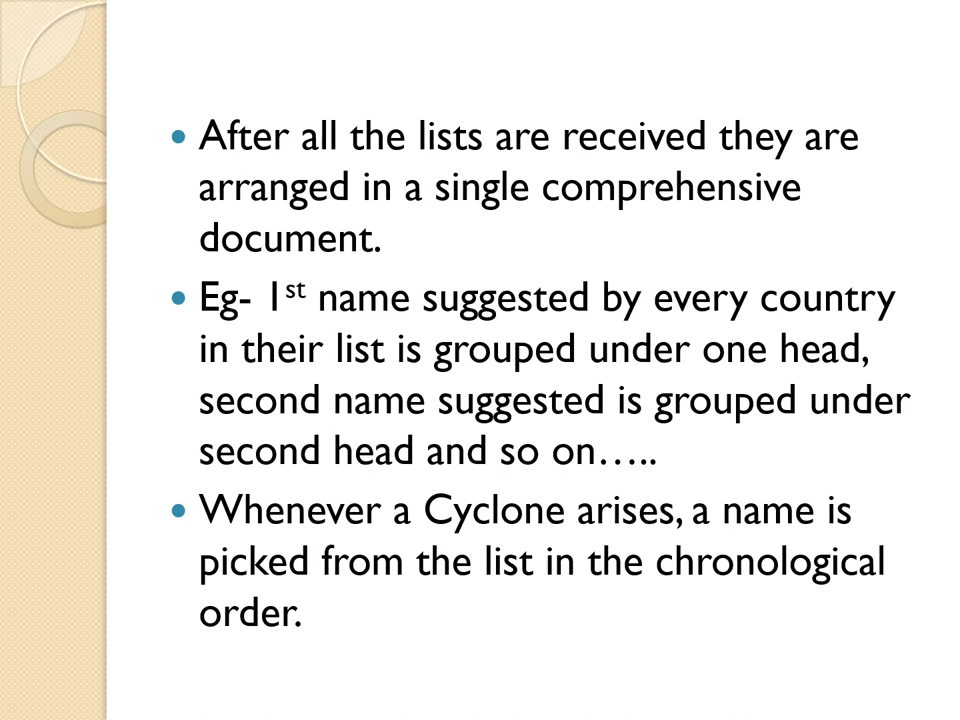 • After all the lists are received they are
arranged in a single comprehensive
document.
• Eg- 1st name suggested by every country
in their list is grouped under one head,
second name suggested is grouped under
second head and so on…..
• Whenever a Cyclone arises, a name is
picked from the list in the chronological
order.